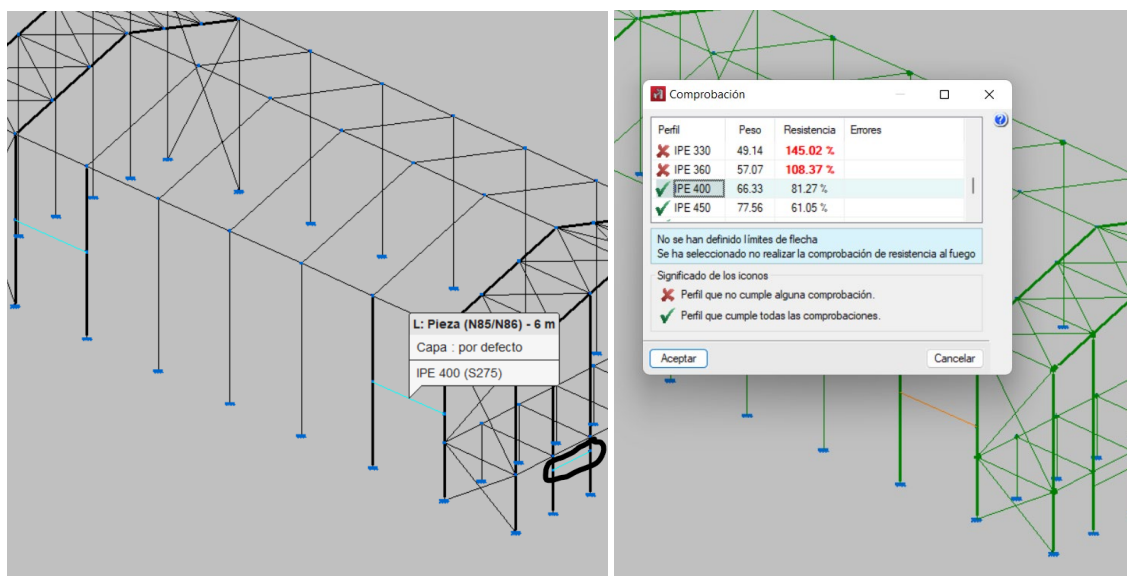 L: Pieza (N85/N86) - 6 m
Capa : por defecto
IPE 400 (S275)
Comprobación
Perfil Peso Resistencia Errores
IPE 330 49.14 145.02 %
IPE 360 57.07 108.37 %
IPE 400 66.33 81.27 %
IPE 450 77.56 61.05 %
No se han definido límites de flecha
Se ha seleccionado no realizar la comprobación de resistencia al fuego
Significado de los iconos
Perfil que no cumple alguna comprobación.
Perfil que cumple todas las comprobaciones.
Aceptar Cancelar